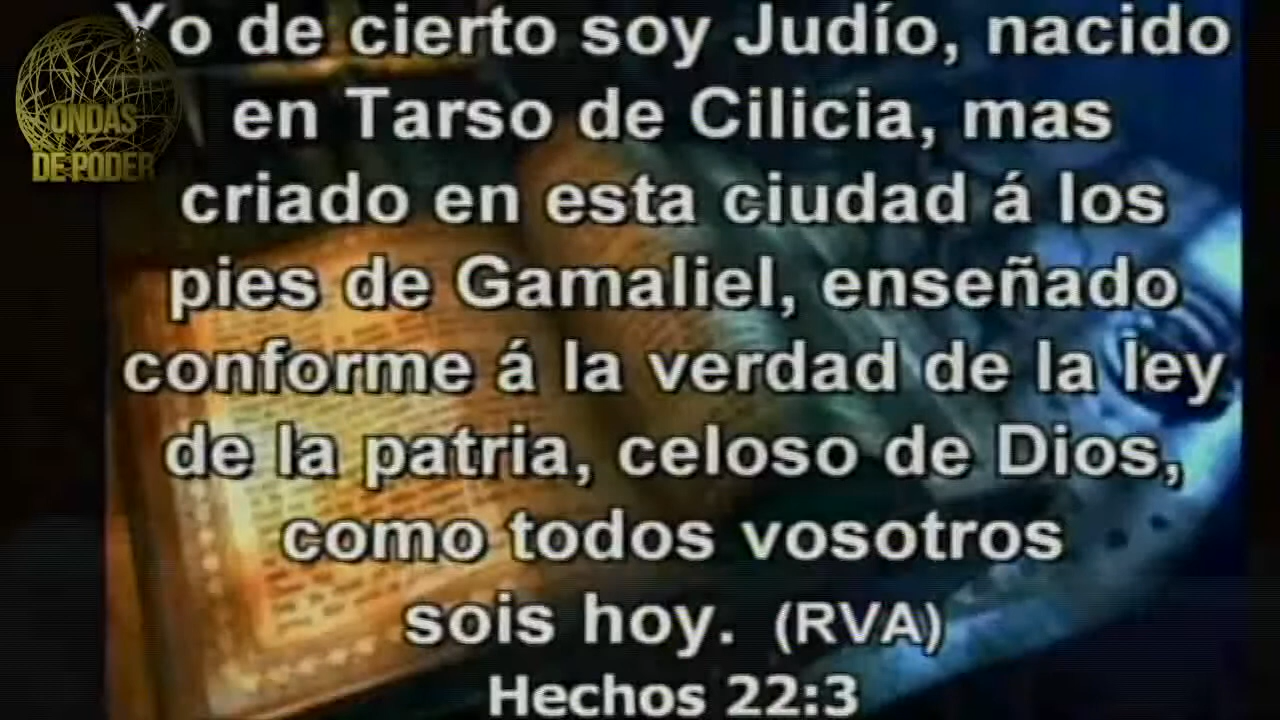 ONDAS
DE PODER
Yo de cierto soy Judío, nacido
en Tarso de Cilicia, mas
criado en esta ciudad á los
pies de Gamaliel, enseñado
conforme á la verdad de la ley
de la patria, celoso de Dios,
como todos vosotros
sois hoy. (RVA)
Hechos 22:3